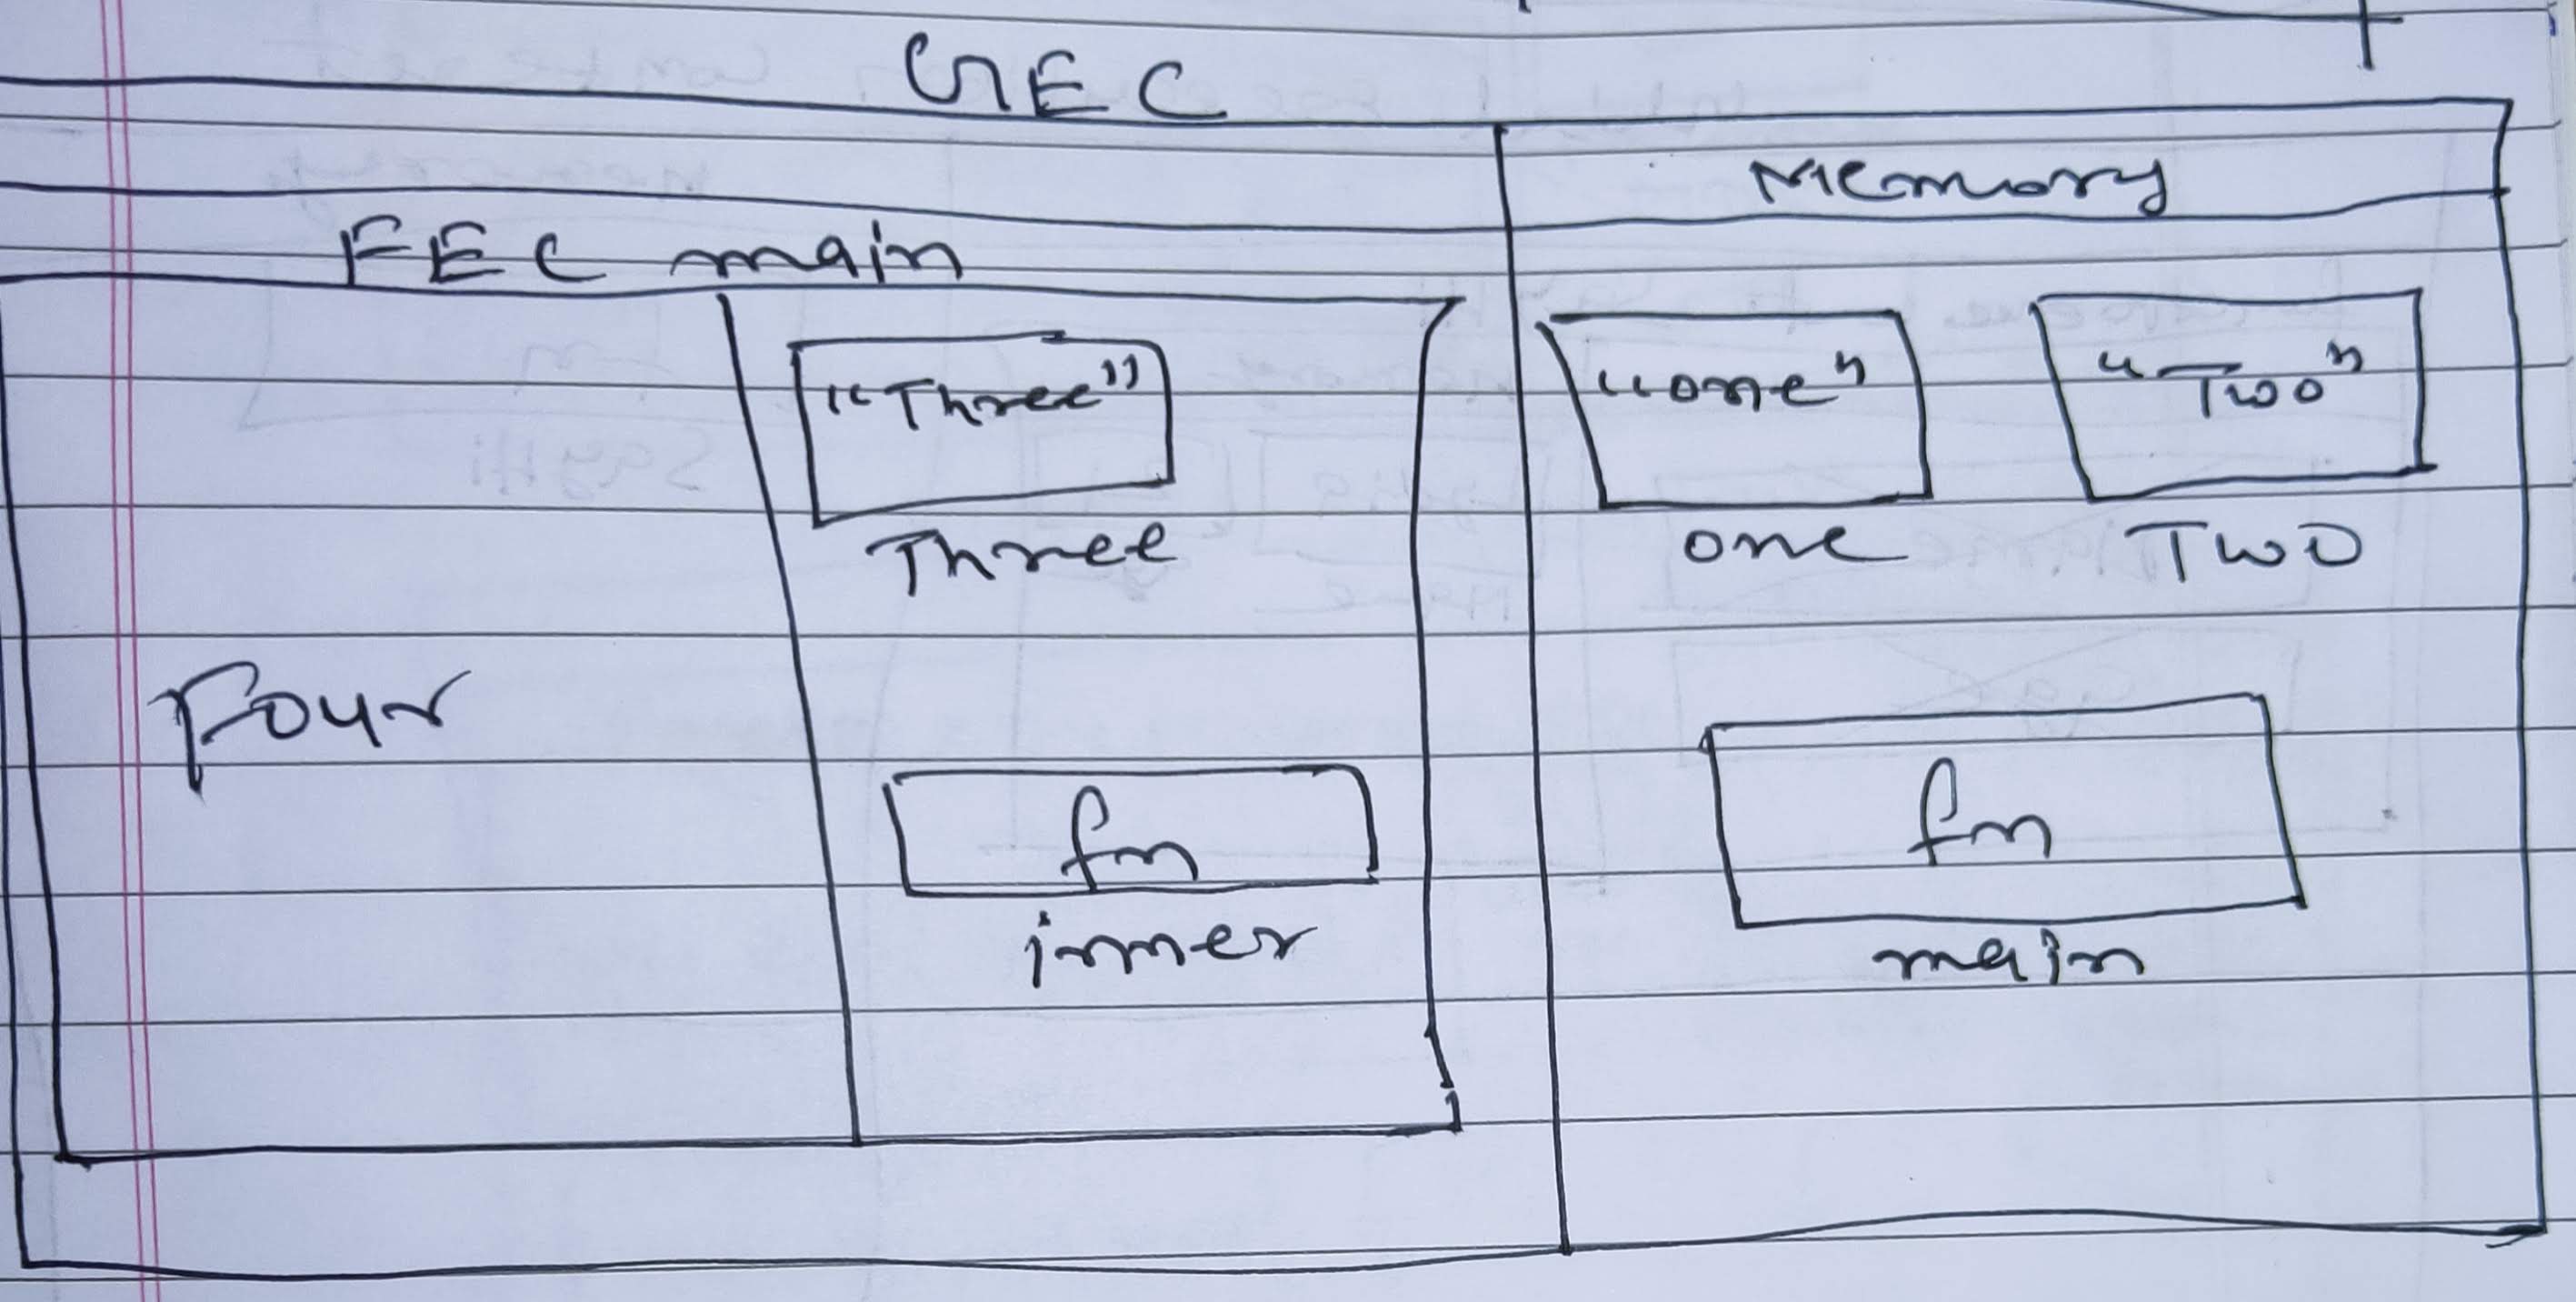 GEC
Memory
FEC main
"Three"
Three
"one"
one
"Two"
Two
Four
fn
inner
fn
main